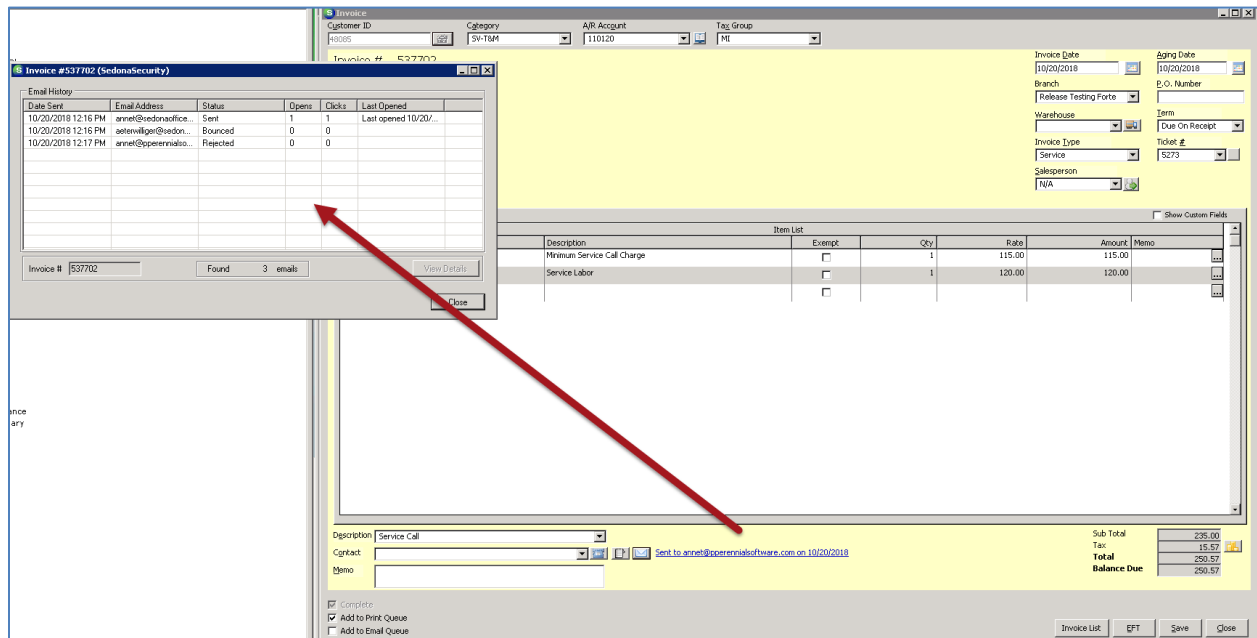 Invoice
Customer ID Category A/R Account Tax Group
48085 SV-T&M 110120 MI
Invoice # 537702
Invoice Date Aging Date
10/20/2018 10/20/2018
Branch P.O. Number
Release Testing Forte
Warehouse Term
Due On Receipt
Invoice Type Ticket #
Service 5273
Salesperson
N/A
Show Custom Fields
Item List
Description Exempt Qty Rate Amount Memo
Minimum Service Call Charge 1 115.00 115.00 ...
Service Labor 1 120.00 120.00 ...
...
Invoice #537702 (SedonaSecurity)
Email History
Date Sent Email Address Status Opens Clicks Last Opened
10/20/2018 12:16 PM annet@sedonaoffice... Sent 1 1 Last opened 10/20/...
10/20/2018 12:16 PM aeterwilliger@sedon... Bounced 0 0
10/20/2018 12:17 PM annet@pperennialso... Rejected 0 0
Invoice # 537702 Found 3 emails View Details
Close
ance
ary
Description Service Call
Contact Sent to annet@pperennialsoftware.com on 10/20/2018
Memo
Sub Total 235.00
Tax 15.57
Total 250.57
Balance Due 250.57
Complete
Add to Print Queue
Add to Email Queue
Invoice List EFT Save Close